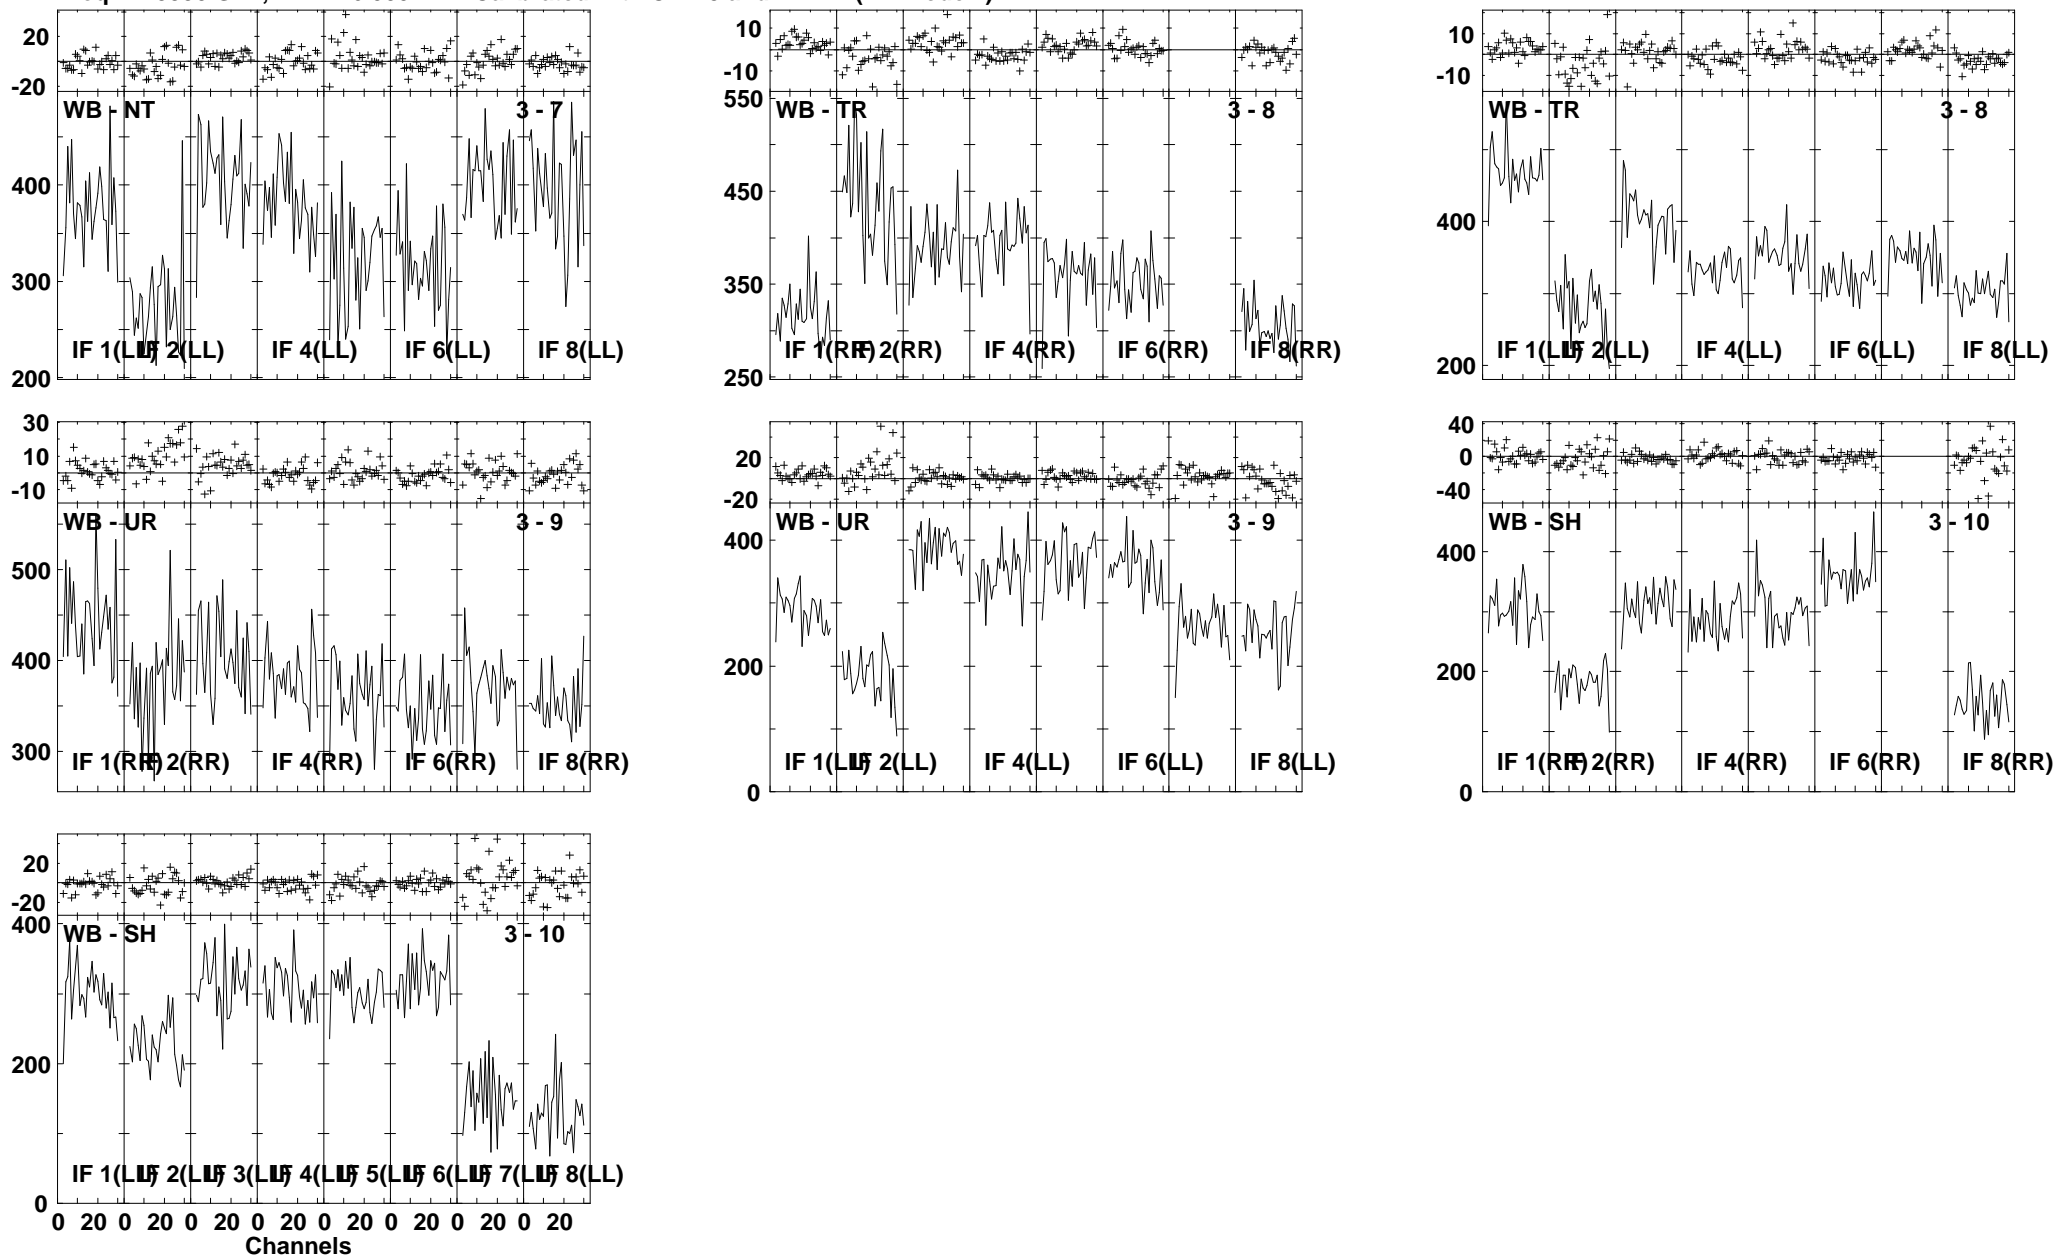 20
-20
WB - NT
3 - 7
400
300
200
IF 1(LL)
IF 2(LL)
IF 4(LL)
IF 6(LL)
IF 8(LL)
10
-10
550
WB - TR
3 - 8
450
350
250
IF 1(RR)
IF 2(RR)
IF 4(RR)
IF 6(RR)
IF 8(RR)
10
-10
WB - TR
3 - 8
400
200
IF 1(LL)
IF 2(LL)
IF 4(LL)
IF 6(LL)
IF 8(LL)
30
10
-10
WB - UR
3 - 9
500
400
300
IF 1(RR)
IF 2(RR)
IF 4(RR)
IF 6(RR)
IF 8(RR)
20
-20
WB - UR
3 - 9
400
200
0
IF 1(LL)
IF 2(LL)
IF 4(LL)
IF 6(LL)
IF 8(LL)
40
0
-40
WB - SH
3 - 10
400
200
0
IF 1(RR)
IF 2(RR)
IF 4(RR)
IF 6(RR)
IF 8(RR)
20
-20
400
WB - SH
3 - 10
200
0
IF 1(LL)
IF 2(LL)
IF 3(LL)
IF 4(LL)
IF 5(LL)
IF 6(LL)
IF 7(LL)
IF 8(LL)
0 20 0 20 0 20 0 20 0 20 0 20 0 20 0 20
Channels